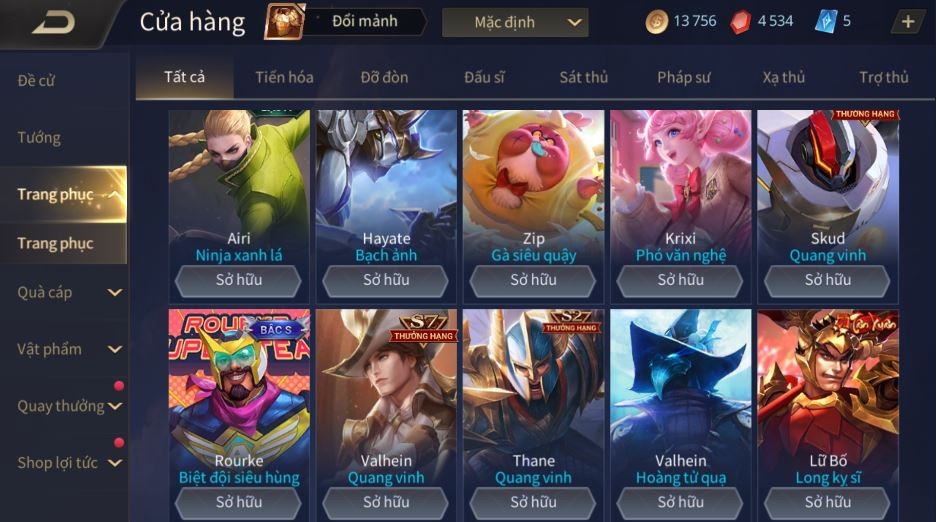 Cửa hàng
Đổi mảnh
Mặc định
13 756
4 534
5
+
Đề cử
Tướng
Trang phục
Trang phục
Quà cáp
Vật phẩm
Quay thưởng
Shop lợi tức
Tất cả
Tiến hóa
Đỡ đòn
Đấu sĩ
Sát thủ
Pháp sư
Xạ thủ
Trợ thủ
Airi
Ninja xanh lá
Sở hữu
Hayate
Bạch ảnh
Sở hữu
Zip
Gà siêu quậy
Sở hữu
Krixi
Phó văn nghệ
Sở hữu
THƯỞNG HẠNG
Skud
Quang vinh
Sở hữu
BẬC S
Rourke
Biệt đội siêu hùng
Sở hữu
S7
THƯỞNG HẠNG
Valhein
Quang vinh
Sở hữu
S2
THƯỞNG HẠNG
Thane
Quang vinh
Sở hữu
Valhein
Hoàng tử quạ
Sở hữu
Tân Xuân
Lữ Bố
Long kỵ sĩ
Sở hữu